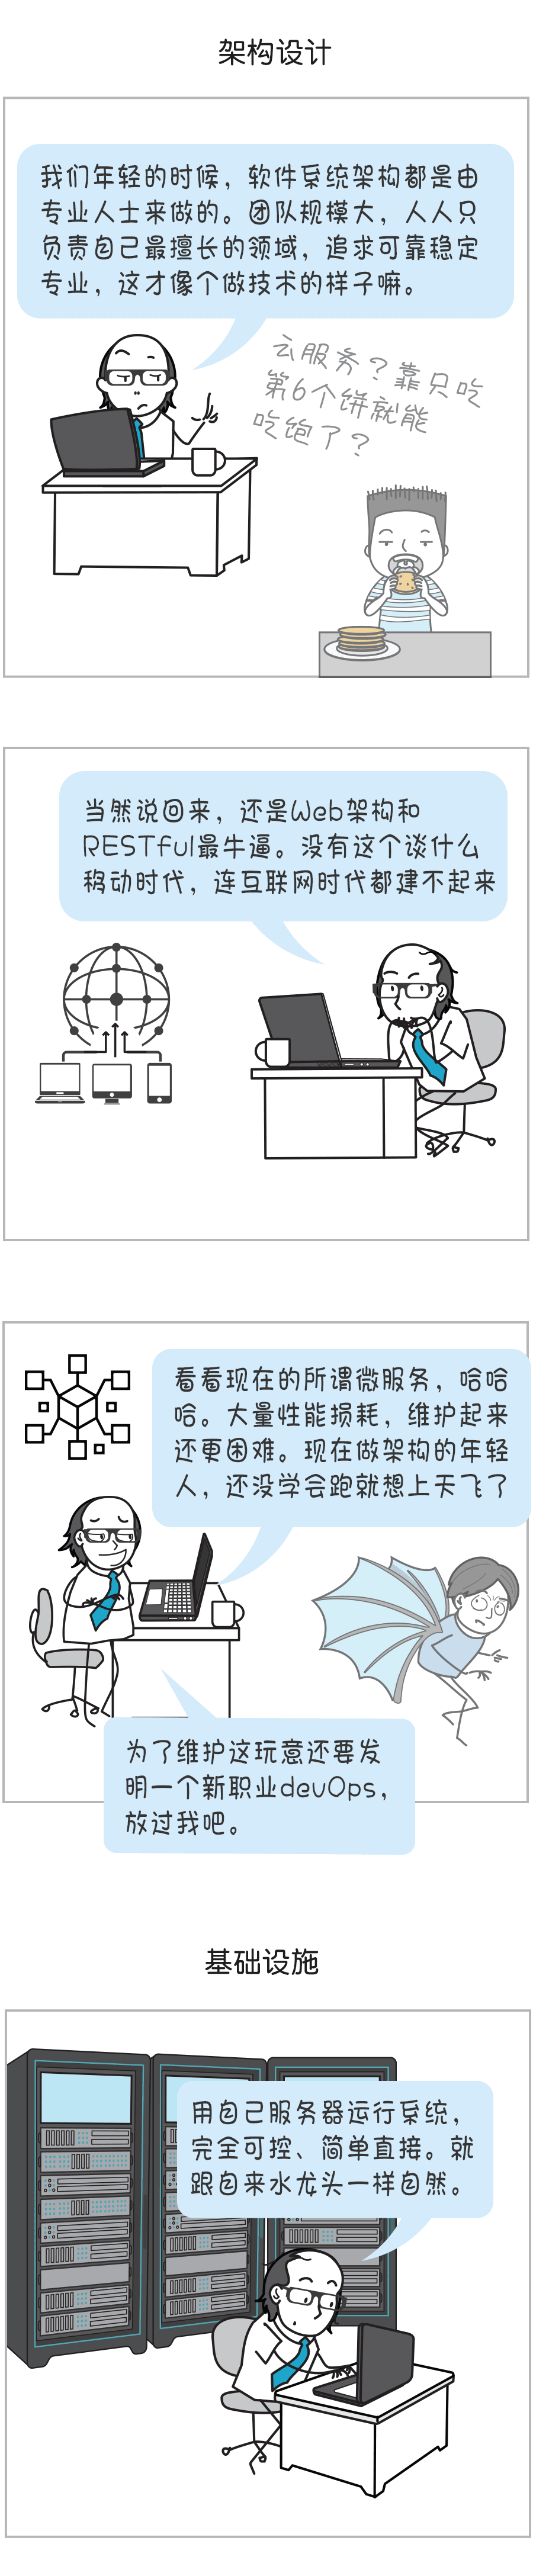 架构设计
我们年轻的时候，软件系统架构都是由
专业人士来做的。团队规模大，人人只
负责自己最擅长的领域，追求可靠稳定
专业，这才像个做技术的样子嘛。
云服务？靠只吃
第6个饼就能
吃饱了？
当然说回来，还是Web架构和
RESTful最牛逼。没有这个谈什么
移动时代，连互联网时代都建不起来
看看现在的所谓微服务，哈哈
哈。大量性能损耗，维护起来
还更困难。现在做架构的年轻
人，还没学会跑就想上天飞了
为了维护这玩意还要发
明一个新职业devOps，
放过我吧。
基础设施
用自己服务器运行系统，
完全可控、简单直接。就
跟自来水龙头一样自然。